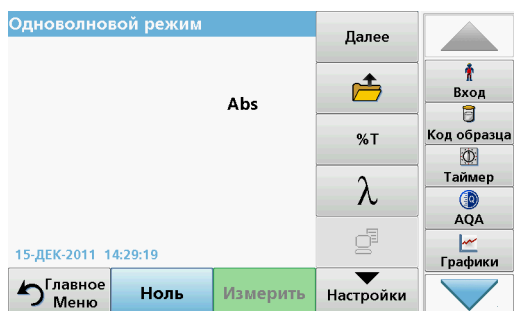 Одноволновой режим
Abs
15-ДЕК-2011 14:29:19
Далее
%T
λ
Вход
Код образца
Таймер
AQA
Графики
Главное
Меню
Ноль
Измерить
Настройки